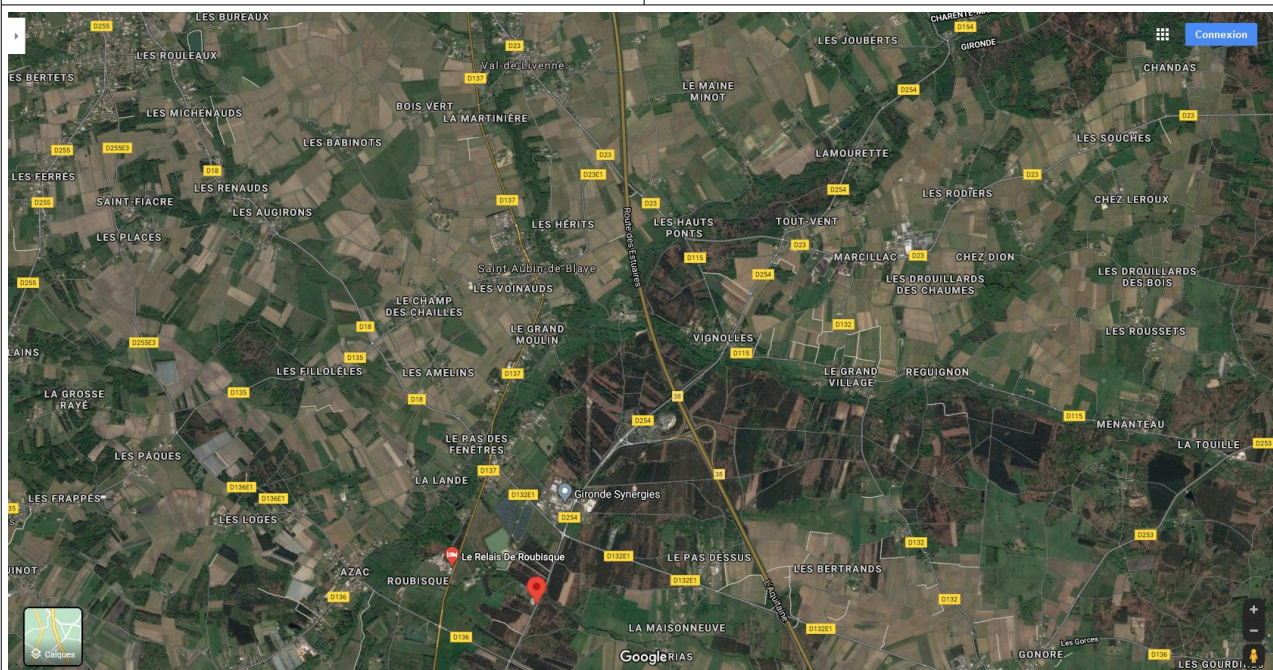 LES BUREAUX
CHARENTE-M
D255
D154
D23
LES JOUBERTS
GIRONDE
Connexion
LES ROULEAUX
Val-de-Livenne
CHANDAS
ES BERTETS
D137
LE MAINE
MINOT
D254
BOIS VERT
LES MICHENAUDS
LA MARTINIÈRE
D23
LES SOUCHES
LES BABINOTS
D255
D255E3
D23
LAMOURETTE
D18
D23E1
D23
LES FERRÉS
LES RENAUDS
D254
LES RODIERS
SAINT-FIACRE
D255
D137
D23
CHEZ LEROUX
LES AUGIRONS
LES HÉRITS
LES HAUTS
PONTS
TOUT-VENT
LES PLACES
Route des Estuaires
D23
MARCILLAC
D23
CHEZ DION
D115
Saint-Aubin-de-Blaye
D254
LES DROUILLARDS
DES BOIS
D255
LES VOINAUDS
LES DROUILLARDS
DES CHAUMES
LE CHAMP
DES CHAILLES
D18
LE GRAND
MOULIN
D132
LES ROUSSETS
D255E3
VIGNOLLES
LAINS
D135
D115
LES FILLOLÈLES
LES AMELINS
D137
LE GRAND
VILLAGE
REGUIGNON
LA GROSSE
RAYÉ
D135
D18
38
D115
D254
MENANTEAU
LE PAS DES
FENÊTRES
LA TOUILLE
D253
LES PÂQUES
D137
38
LA LANDE
D136E1
D132E1
Gironde Synergies
LES FRAPPÉS
D136E1
35
LES LOGES
D254
S
D253
D132
Le Relais De Roubisque
D132E1
LE PAS DESSUS
LES BERTRANDS
UINOT
AZAC
ROUBISQUE
D132E1
L'Aquitaine
D136
D132
LA MAISONNEUVE
D132E1
D136
Les Gorces
Calques
Google
RIAS
GONORE
D136
LES GOURDI